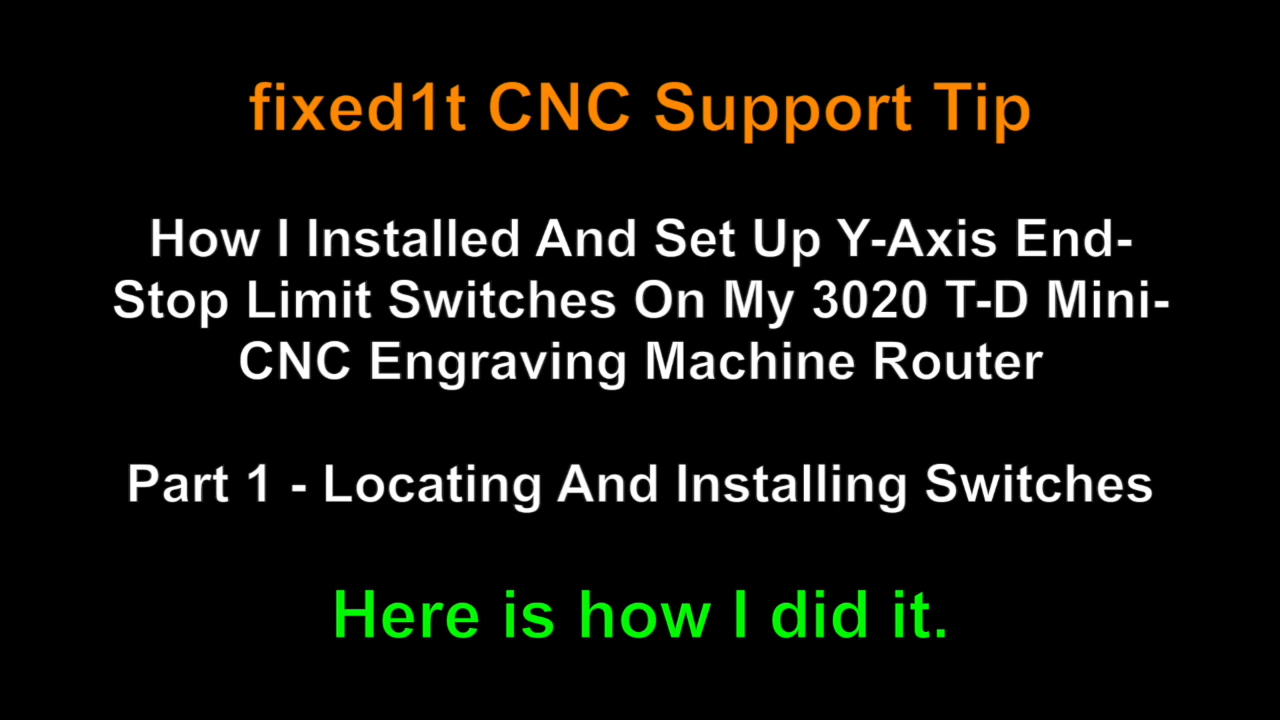 fixed1t CNC Support Tip
How I Installed And Set Up Y-Axis End-
Stop Limit Switches On My 3020 T-D Mini-
CNC Engraving Machine Router
Part 1 - Locating And Installing Switches
Here is how I did it.